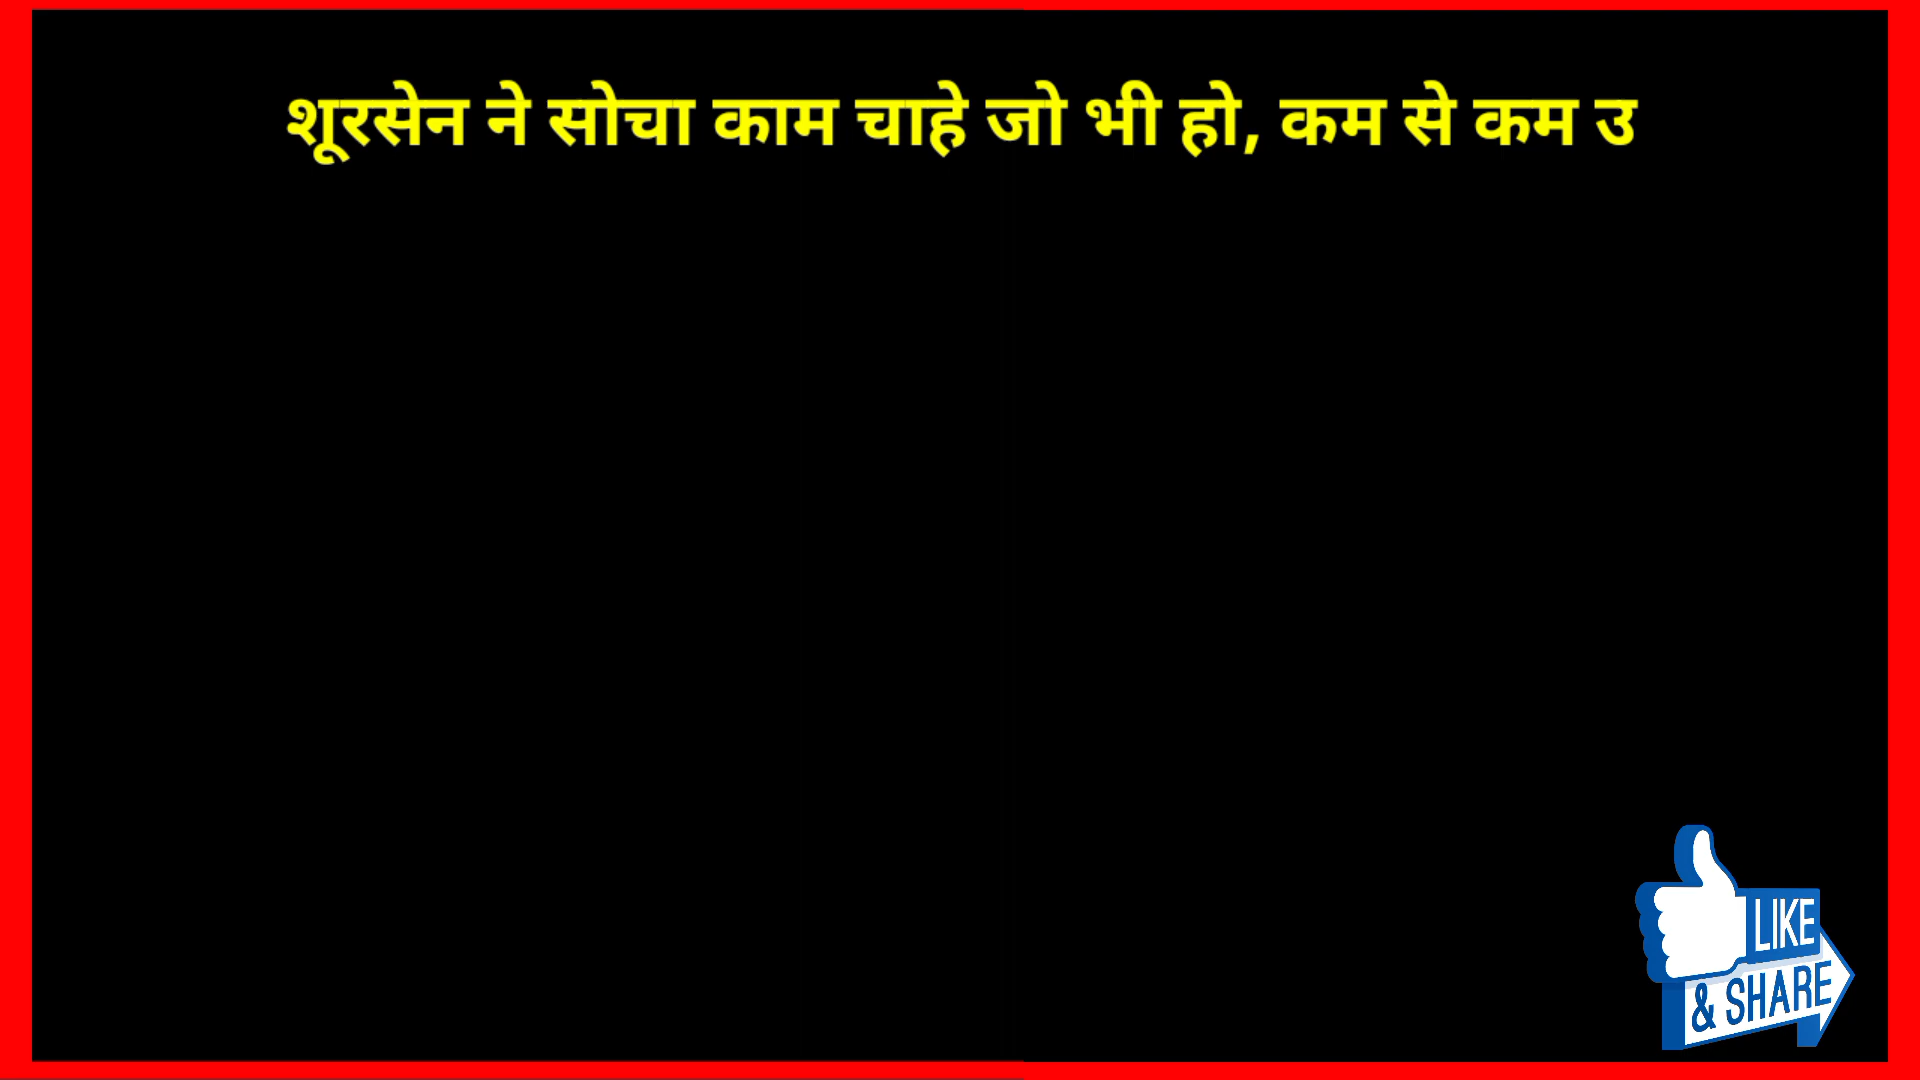 शूरसेन ने सोचा काम चाहे जो भी हो, कम से कम उ
LIKE
& SHARE